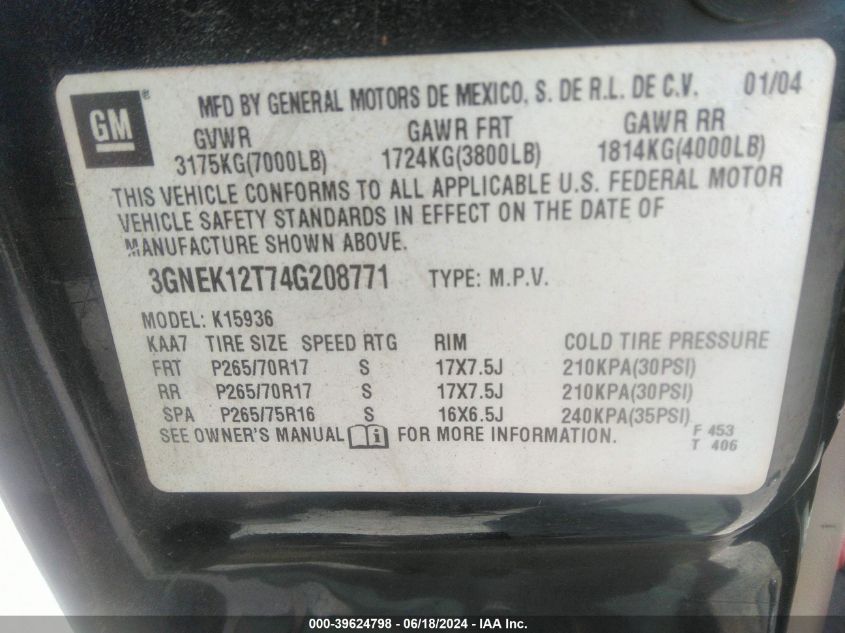 GM® MFD BY GENERAL MOTORS DE MEXICO, S. DE R.L. DE C.V. 01/04
GVWR GAWR FRT GAWR RR
3175KG(7000LB) 1724KG(3800LB) 1814KG(4000LB)
THIS VEHICLE CONFORMS TO ALL APPLICABLE U.S. FEDERAL MOTOR
VEHICLE SAFETY STANDARDS IN EFFECT ON THE DATE OF
MANUFACTURE SHOWN ABOVE.
3GNEK12T74G208771 TYPE: M.P.V.
MODEL: K15936
KAA7 TIRE SIZE SPEED RTG RIM COLD TIRE PRESSURE
FRT P265/70R17 S 17X7.5J 210KPA(30PSI)
RR P265/70R17 S 17X7.5J 210KPA(30PSI)
SPA P265/75R16 S 16X6.5J 240KPA(35PSI)
SEE OWNER'S MANUAL FOR MORE INFORMATION.
F 453
T 406
000-39624798 - 06/18/2024 - IAA Inc.